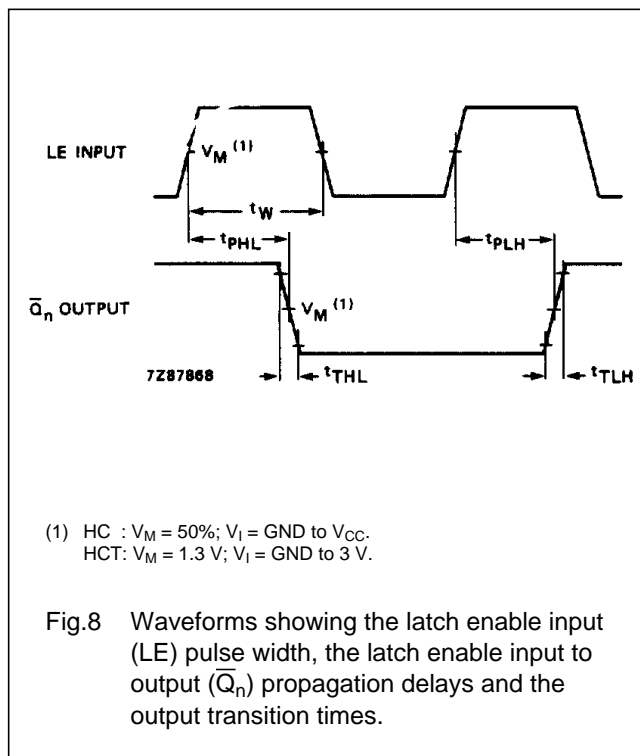 LE INPUT
V_M (1)
t_W
t_PHL
t_PLH
Q̅_n OUTPUT
V_M (1)
7Z87868
t_THL
t_TLH
(1) HC : V_M = 50%; V_I = GND to V_CC.
HCT: V_M = 1.3 V; V_I = GND to 3 V.
Fig.8 Waveforms showing the latch enable input
(LE) pulse width, the latch enable input to
output (Q̅_n) propagation delays and the
output transition times.